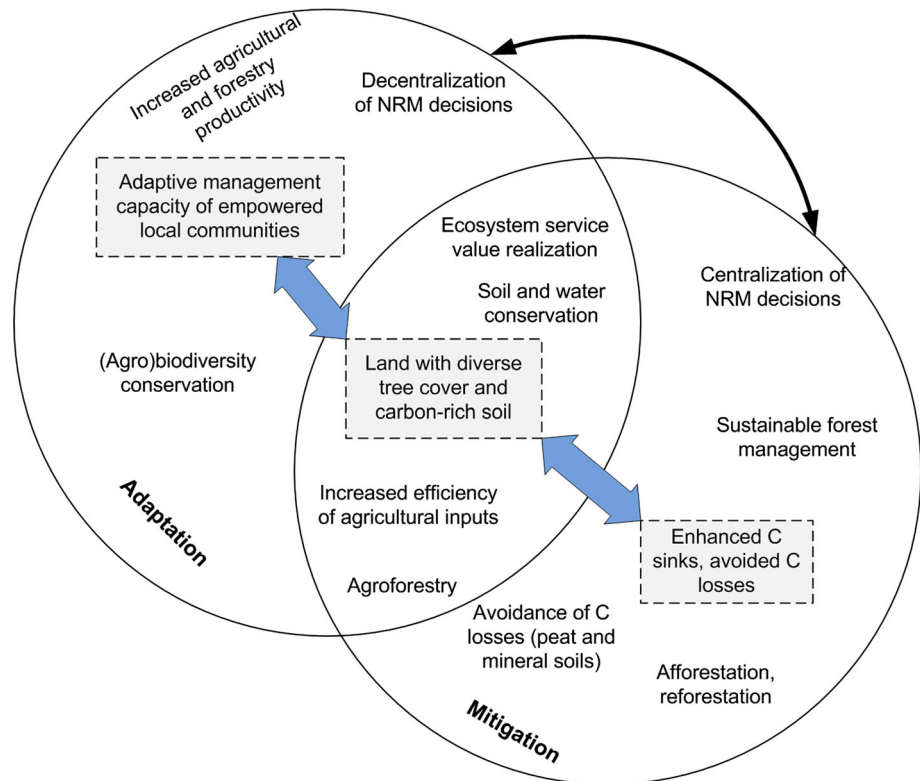 Increased agricultural
and forestry
productivity
Decentralization
of NRM decisions
Adaptive management
capacity of empowered
local communities
Ecosystem service
value realization
Centralization of
NRM decisions
Soil and water
conservation
(Agro)biodiversity
conservation
Land with diverse
tree cover and
carbon-rich soil
Sustainable forest
management
Adaptation
Increased efficiency
of agricultural inputs
Enhanced C
sinks, avoided C
losses
Agroforestry
Avoidance of C
losses (peat and
mineral soils)
Afforestation,
reforestation
Mitigation